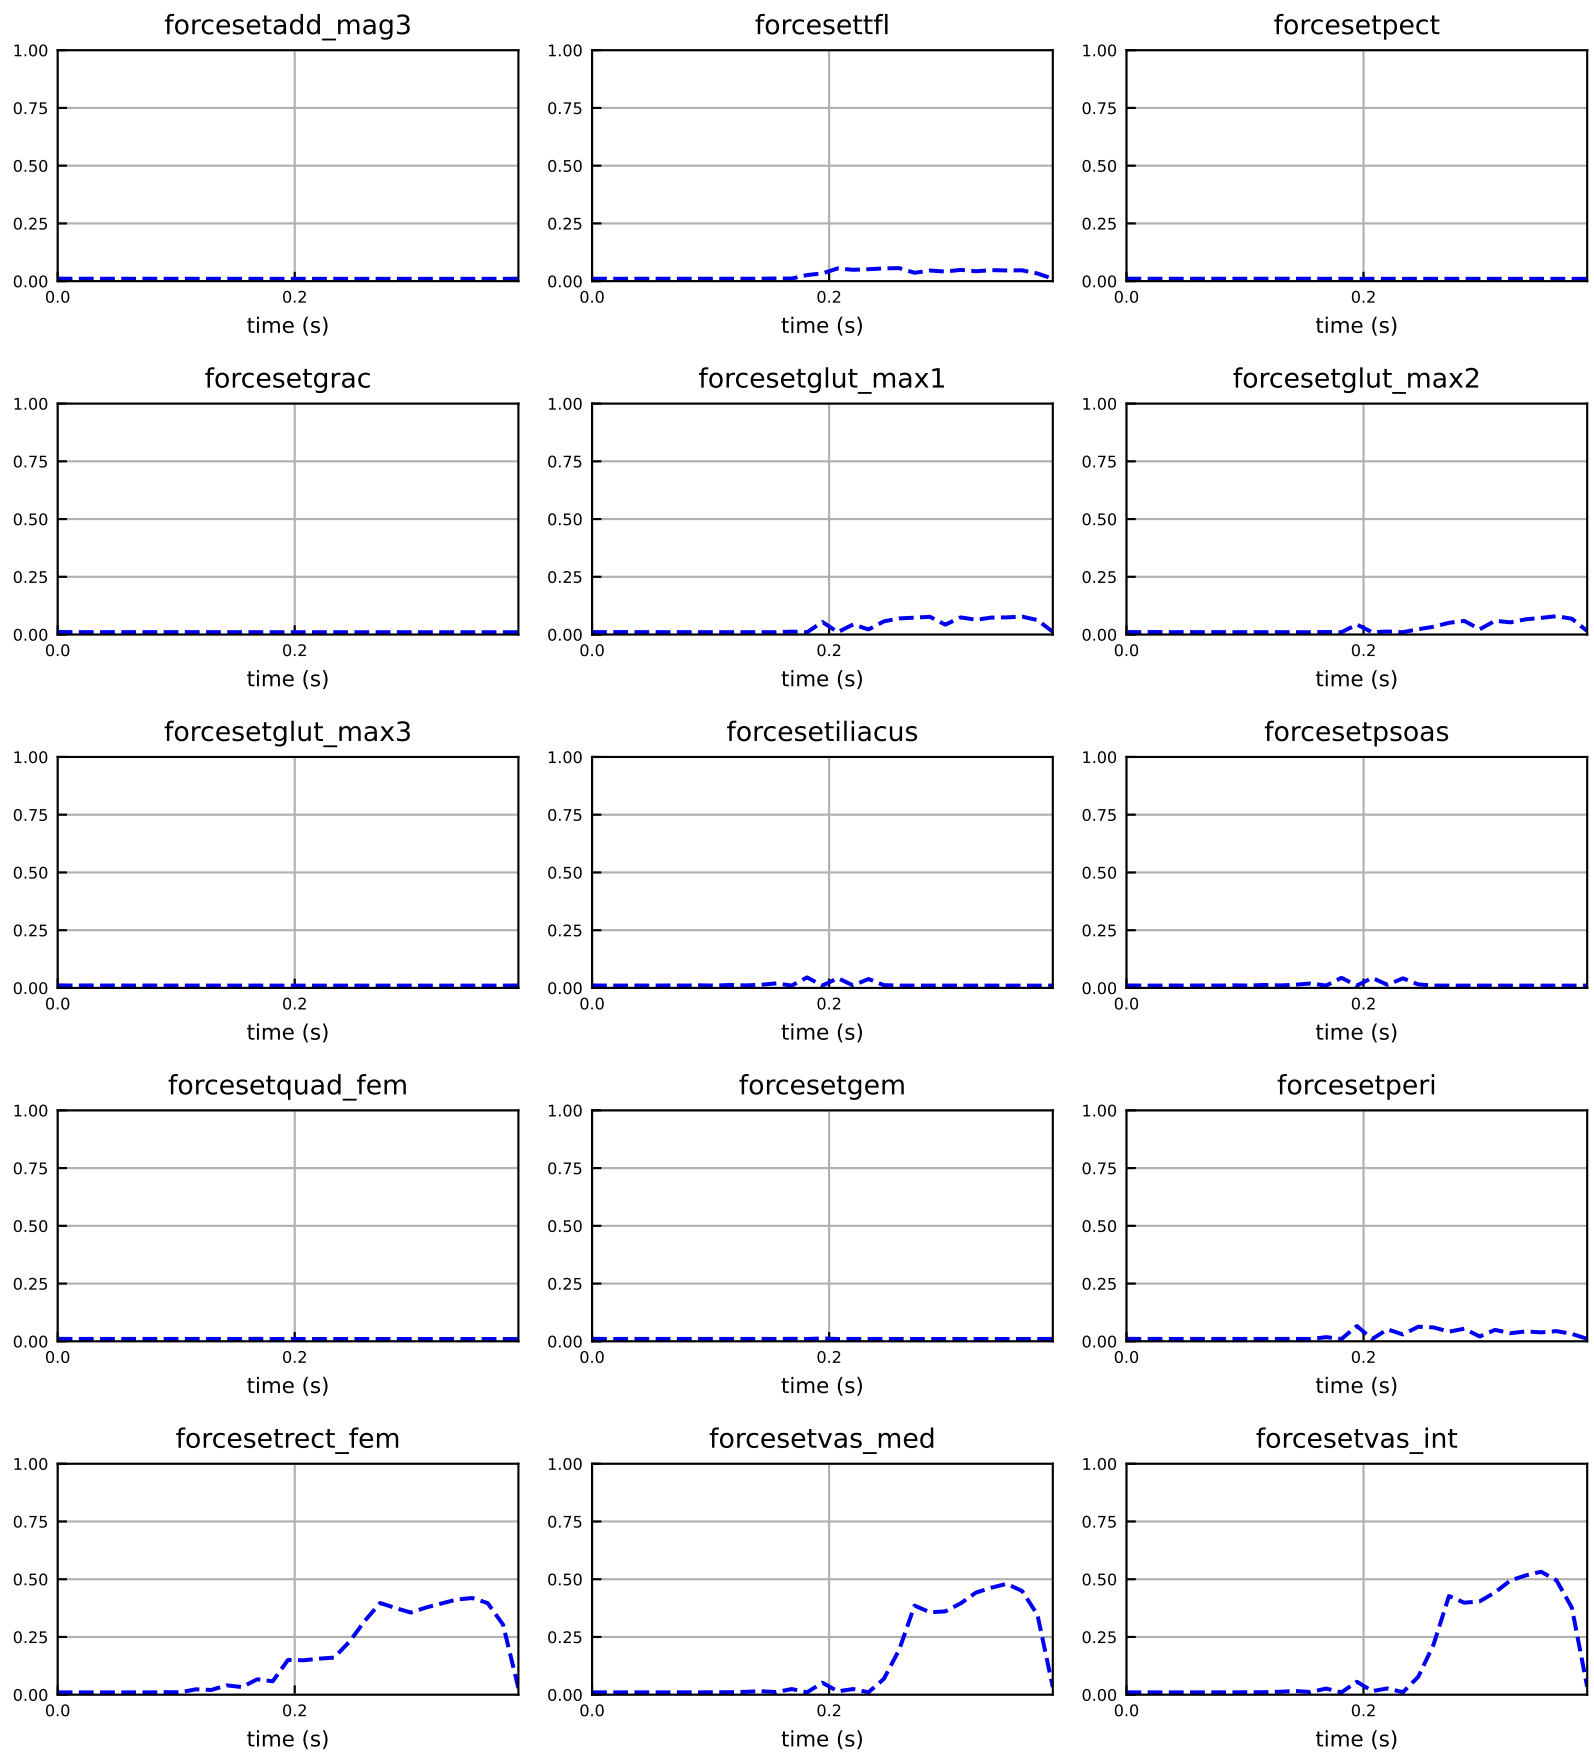 forcesetadd_mag3 forcesettfl forcesetpect
1.00 1.00 1.00
0.75 0.75 0.75
0.50 0.50 0.50
0.25 0.25 0.25
0.00 0.00 0.00
0.0 0.2 0.0 0.2 0.0 0.2
time (s) time (s) time (s)
forcesetgrac forcesetglut_max1 forcesetglut_max2
1.00 1.00 1.00
0.75 0.75 0.75
0.50 0.50 0.50
0.25 0.25 0.25
0.00 0.00 0.00
0.0 0.2 0.0 0.2 0.0 0.2
time (s) time (s) time (s)
forcesetglut_max3 forcesetiliacus forcesetpsoas
1.00 1.00 1.00
0.75 0.75 0.75
0.50 0.50 0.50
0.25 0.25 0.25
0.00 0.00 0.00
0.0 0.2 0.0 0.2 0.0 0.2
time (s) time (s) time (s)
forcesetquad_fem forcesetgem forcesetperi
1.00 1.00 1.00
0.75 0.75 0.75
0.50 0.50 0.50
0.25 0.25 0.25
0.00 0.00 0.00
0.0 0.2 0.0 0.2 0.0 0.2
time (s) time (s) time (s)
forcesetrect_fem forcesetvas_med forcesetvas_int
1.00 1.00 1.00
0.75 0.75 0.75
0.50 0.50 0.50
0.25 0.25 0.25
0.00 0.00 0.00
0.0 0.2 0.0 0.2 0.0 0.2
time (s) time (s) time (s)